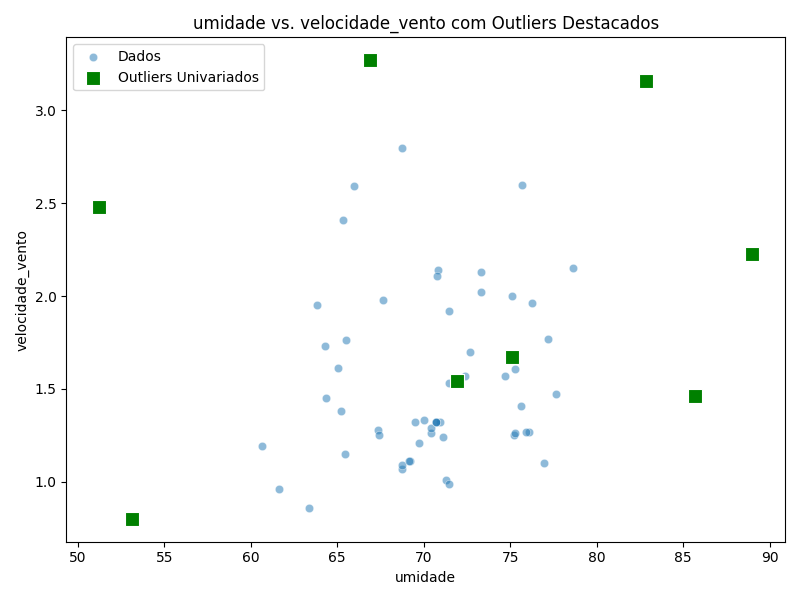 umidade vs. velocidade_vento com Outliers Destacados
Dados
Outliers Univariados
velocidade_vento
3.0
2.5
2.0
1.5
1.0
50 55 60 65 70 75 80 85 90
umidade